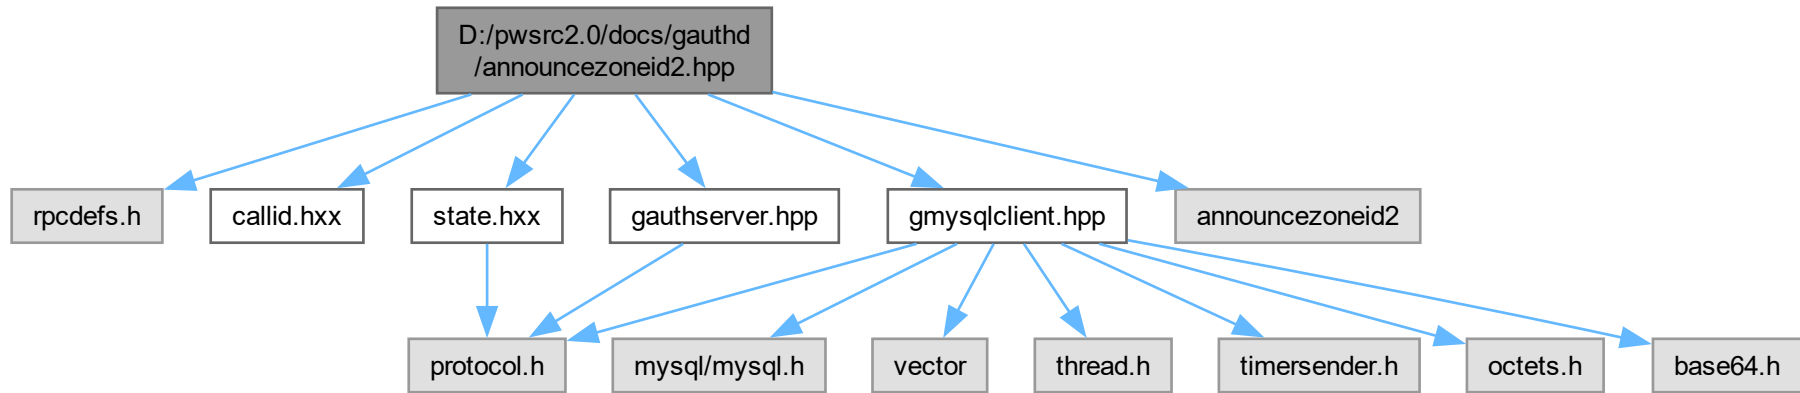 D:/pwsrc2.0/docs/gauthd
/announcezoneid2.hpp
rpcdefs.h
callid.hxx
state.hxx
gauthserver.hpp
gmysqlclient.hpp
announcezoneid2
protocol.h
mysql/mysql.h
vector
thread.h
timersender.h
octets.h
base64.h